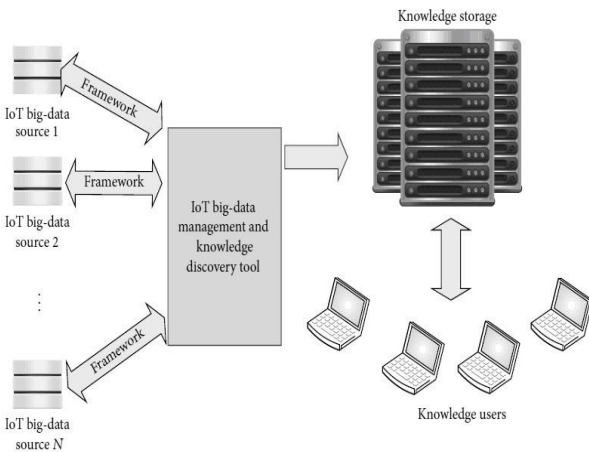 Knowledge storage
Framework
IoT big-data
source 1
Framework
IoT big-data
source 2
IoT big-data
management and
knowledge
discovery tool
⋮
Framework
IoT big-data
source N
Knowledge users